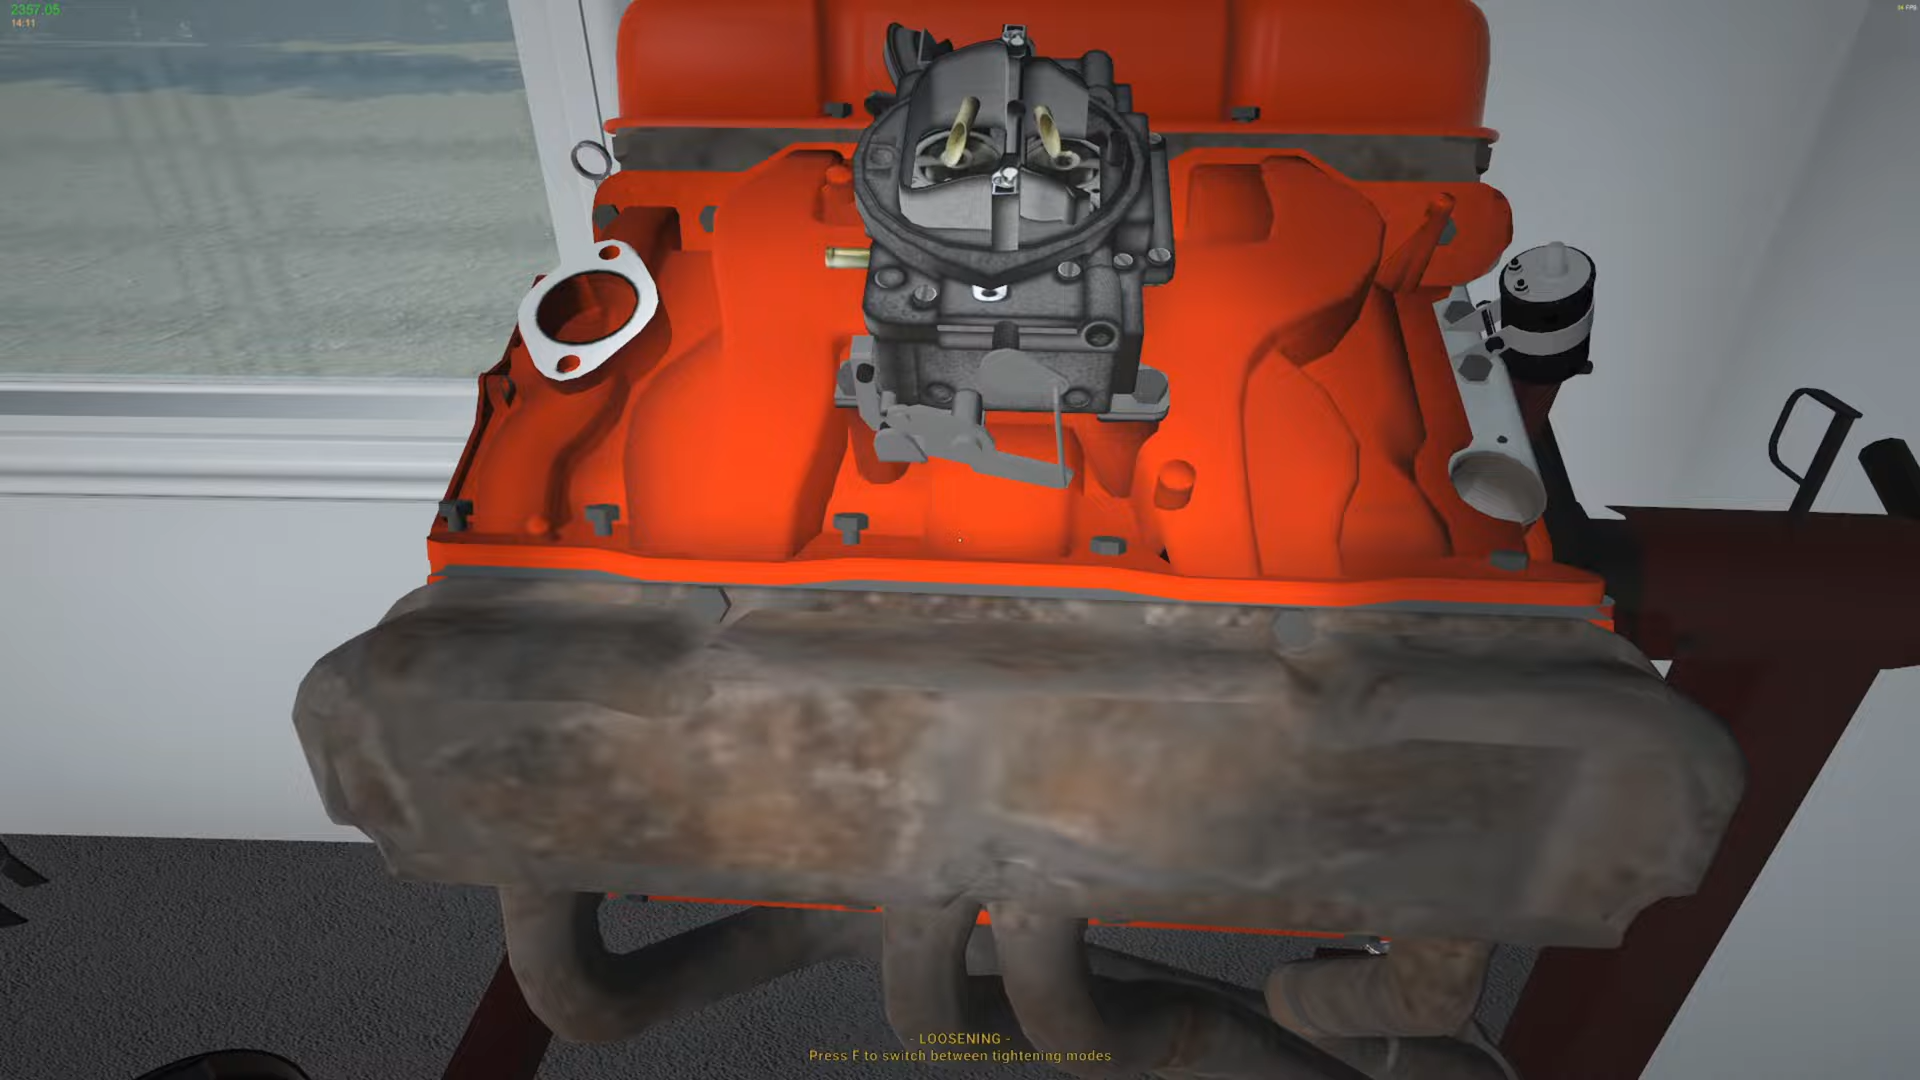 2357.05
14:11
- LOOSENING -
Press F to switch between tightening modes